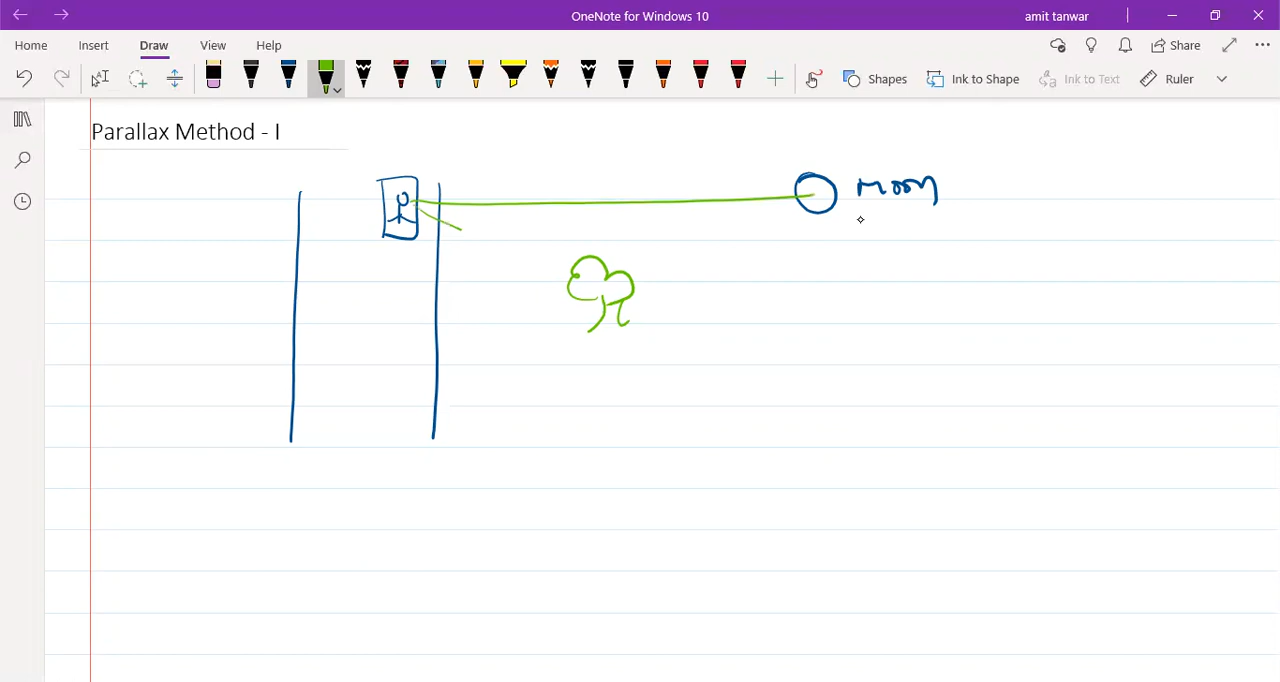 OneNote for Windows 10
amit tanwar
Home Insert Draw View Help
Share
Shapes
Ink to Shape
Ink to Text
Ruler
Parallax Method - I
Moon